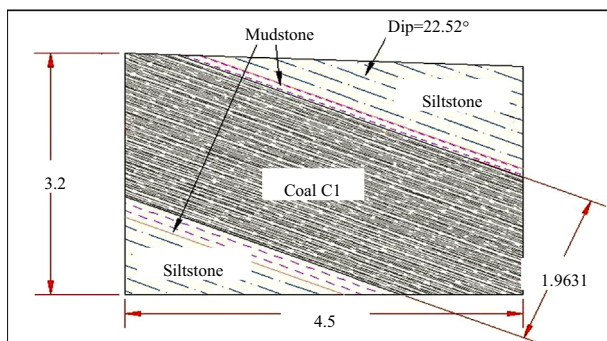 Dip=22.52°
Mudstone
Siltstone
3.2
Coal C1
Siltstone
1.9631
4.5